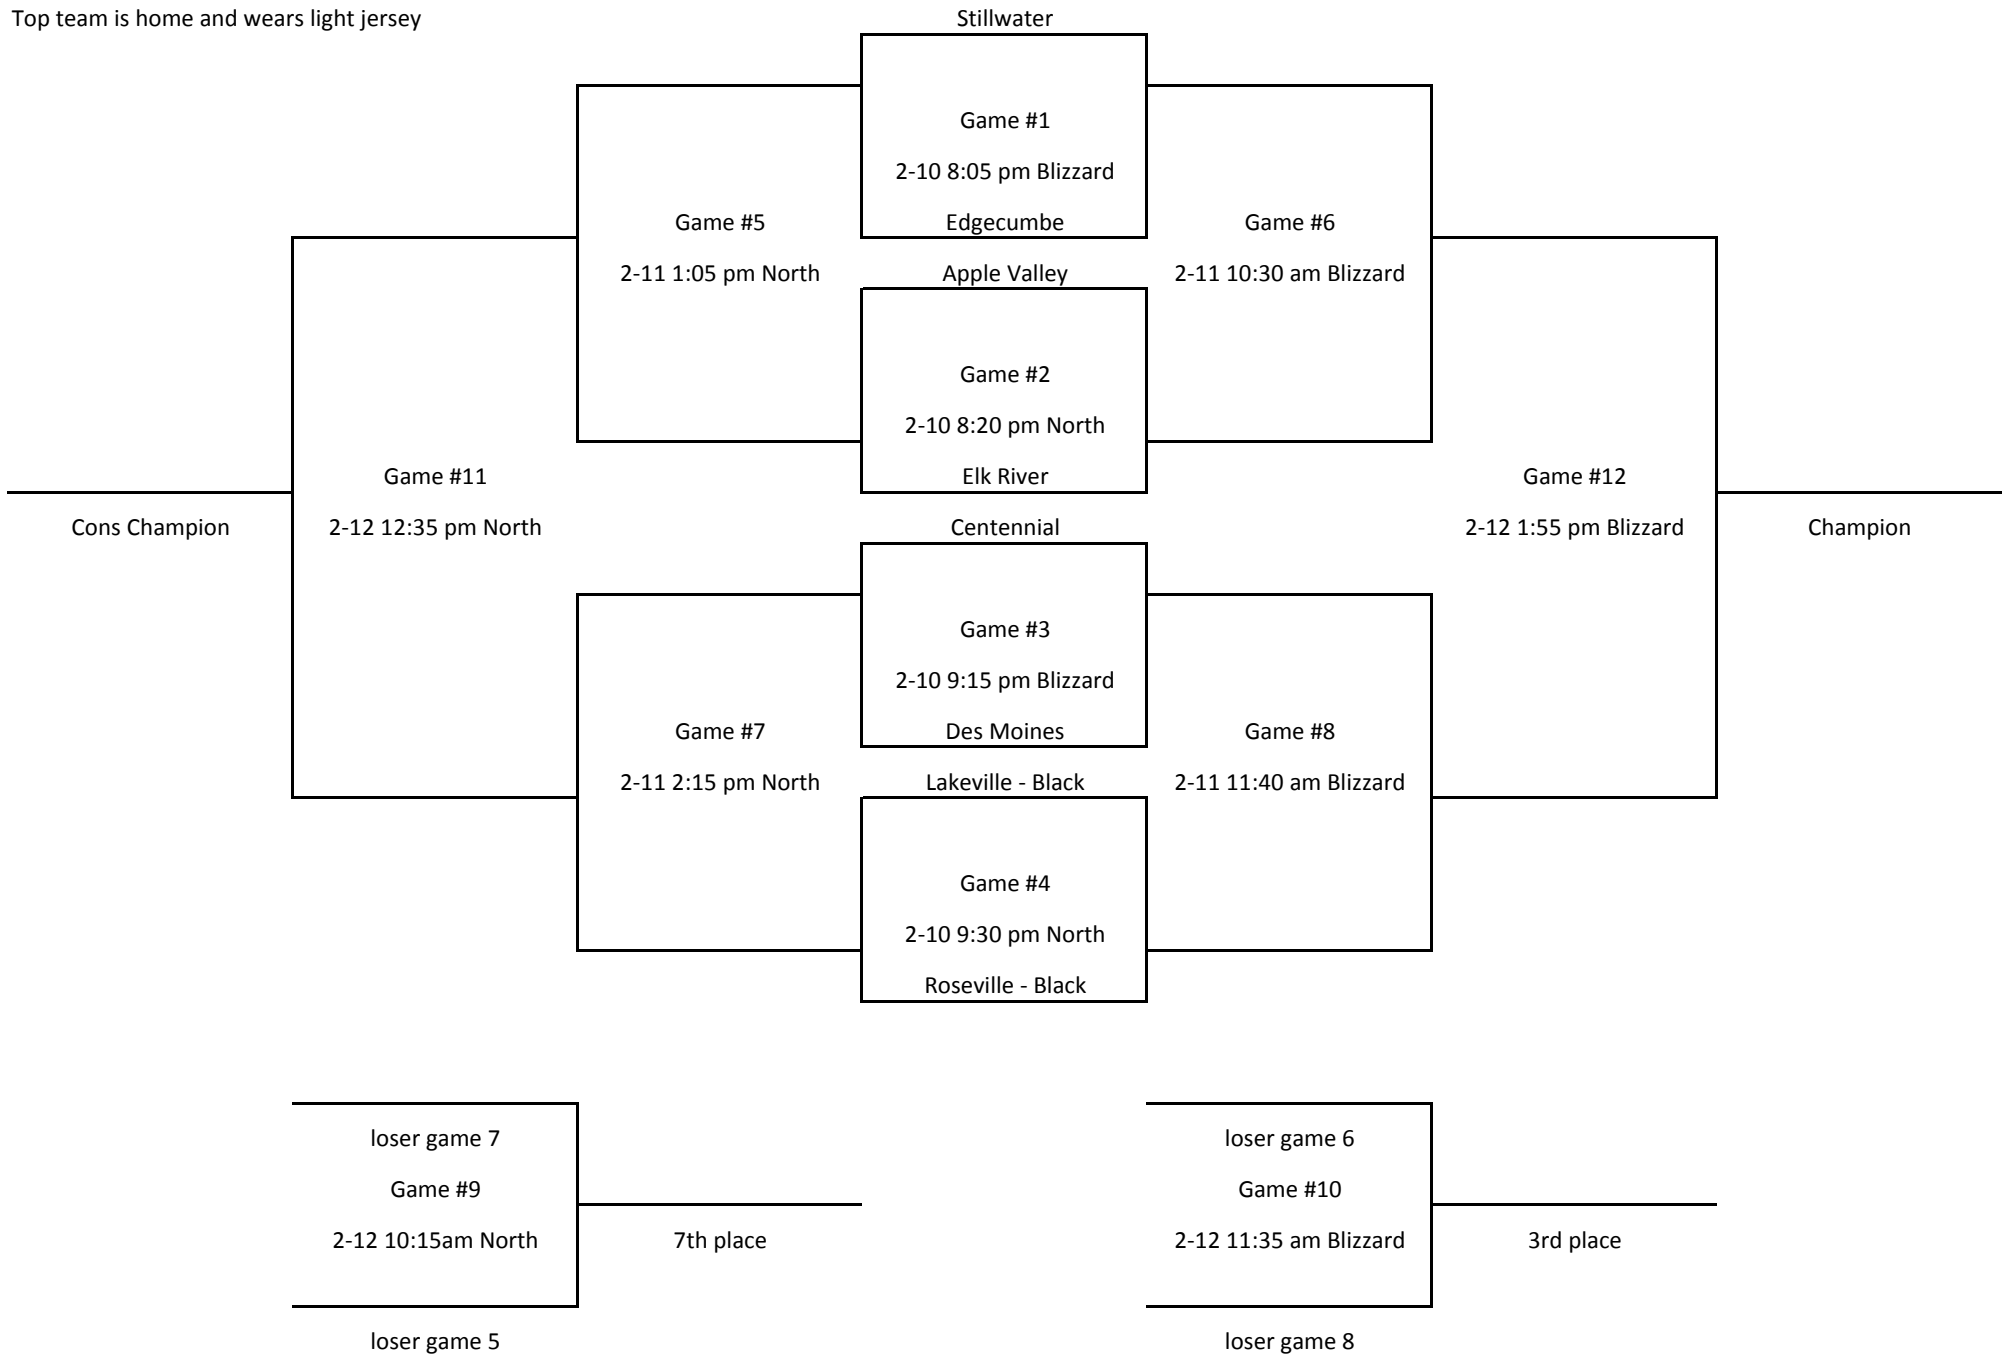 Top team is home and wears light jersey
Stillwater
Game #1
2-10 8:05 pm Blizzard
Edgecumbe
Game #5
Game #6
2-11 1:05 pm North
Apple Valley
2-11 10:30 am Blizzard
Game #2
2-10 8:20 pm North
Elk River
Game #11
Game #12
Cons Champion
2-12 12:35 pm North
Centennial
2-12 1:55 pm Blizzard
Champion
Game #3
2-10 9:15 pm Blizzard
Des Moines
Game #7
Game #8
2-11 2:15 pm North
Lakeville - Black
2-11 11:40 am Blizzard
Game #4
2-10 9:30 pm North
Roseville - Black
loser game 7
Game #9
2-12 10:15am North
7th place
loser game 5
loser game 6
Game #10
2-12 11:35 am Blizzard
3rd place
loser game 8